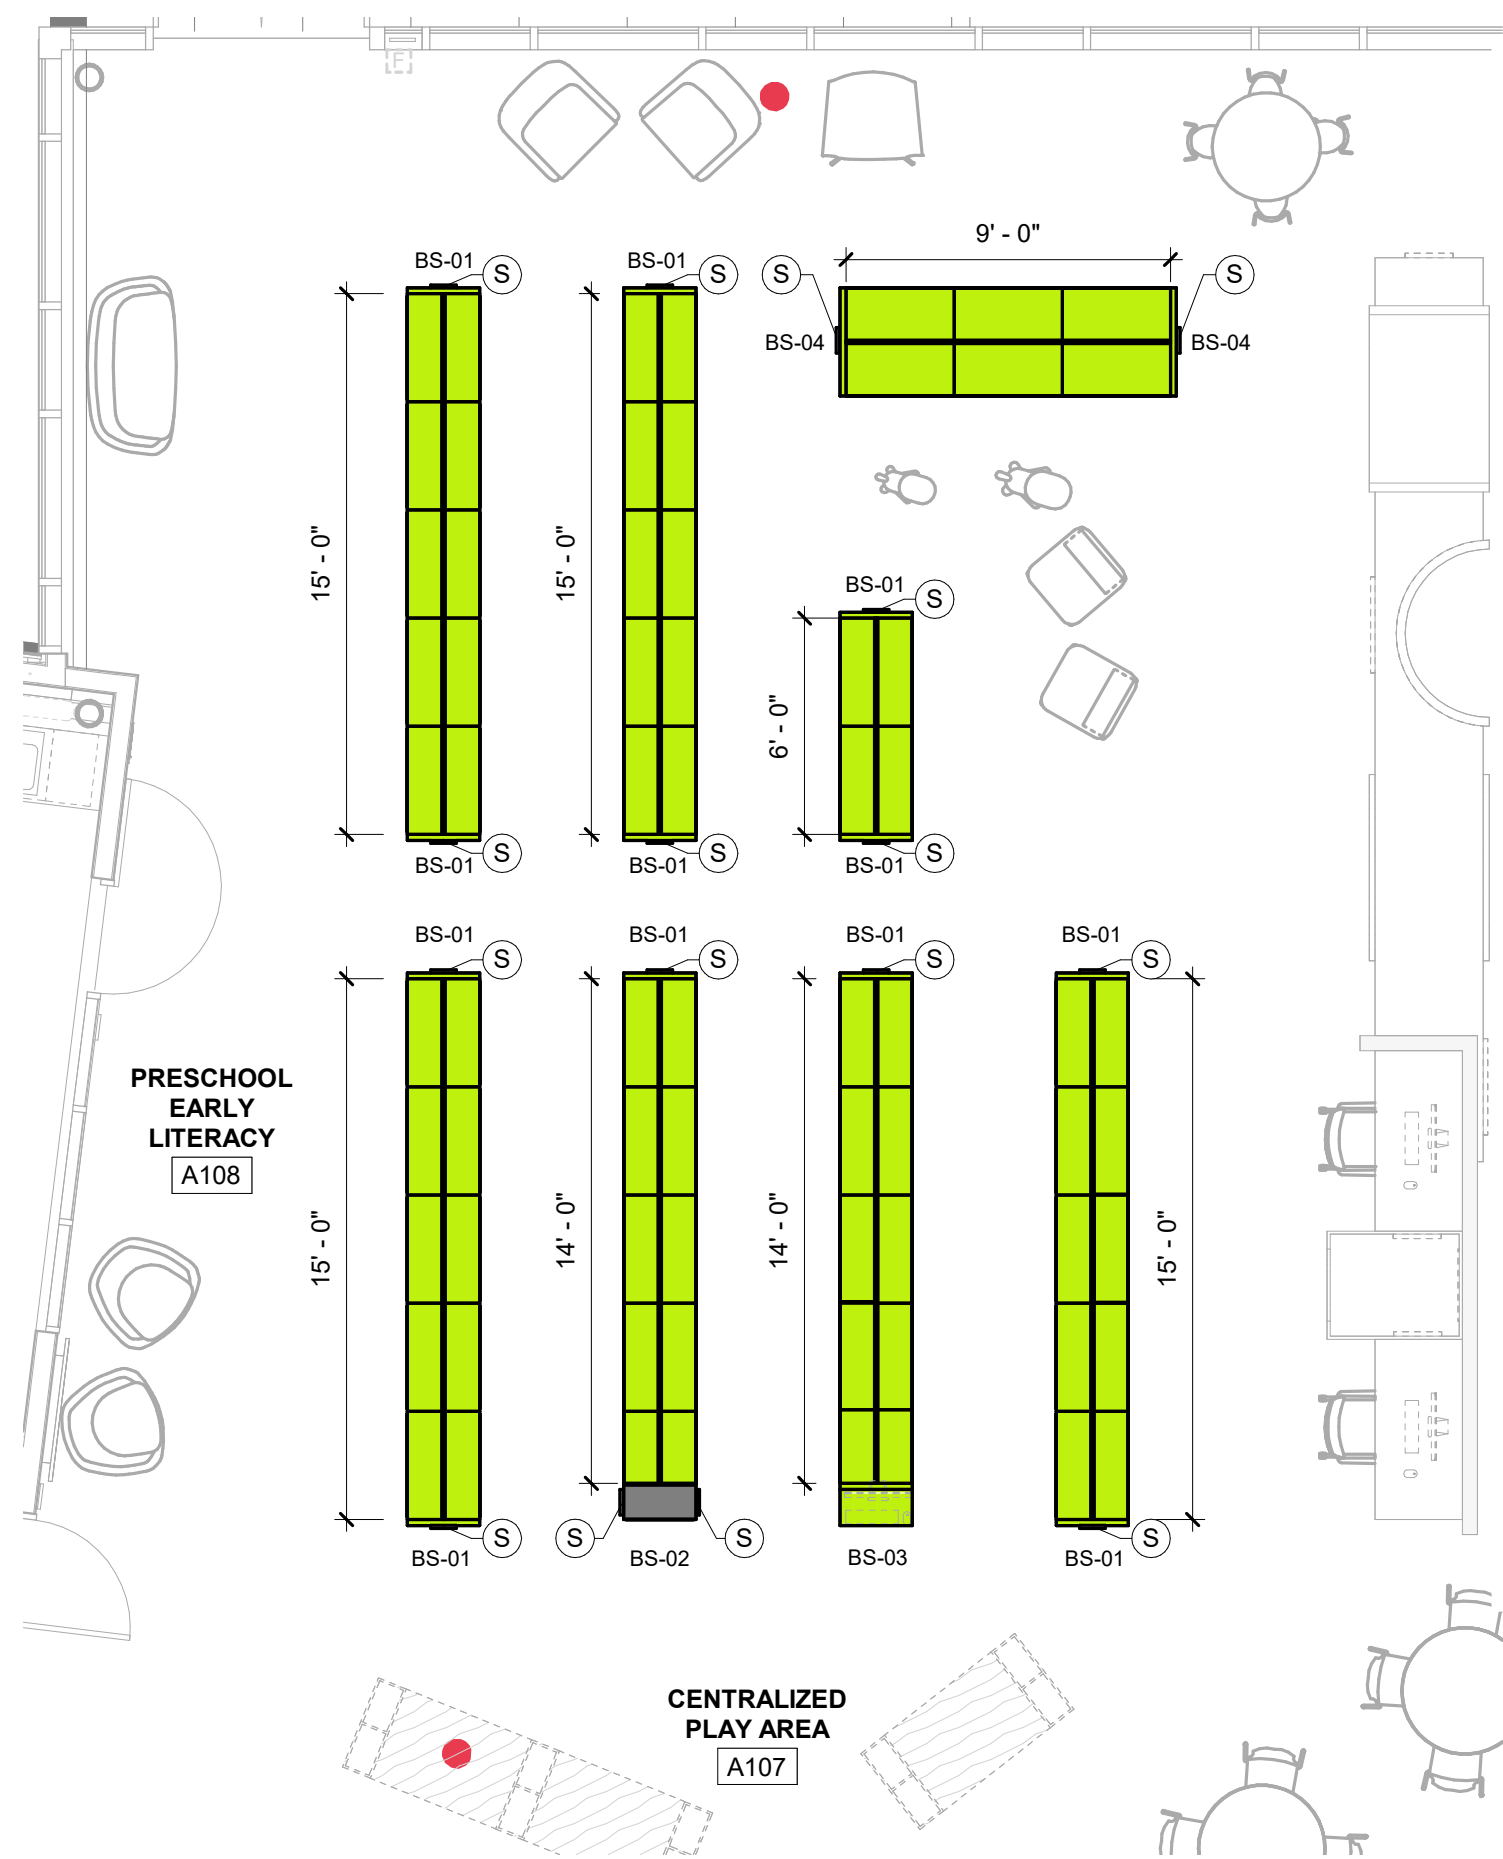 F
9' - 0"
BS-01
S
BS-01
S
S
S
BS-04
BS-04
15' - 0"
15' - 0"
BS-01
S
6' - 0"
BS-01
S
BS-01
S
BS-01
S
BS-01
S
BS-01
S
BS-01
S
BS-01
S
PRESCHOOL
EARLY
LITERACY
A108
15' - 0"
14' - 0"
14' - 0"
15' - 0"
S
S
S
S
BS-01
BS-02
BS-03
BS-01
CENTRALIZED
PLAY AREA
A107